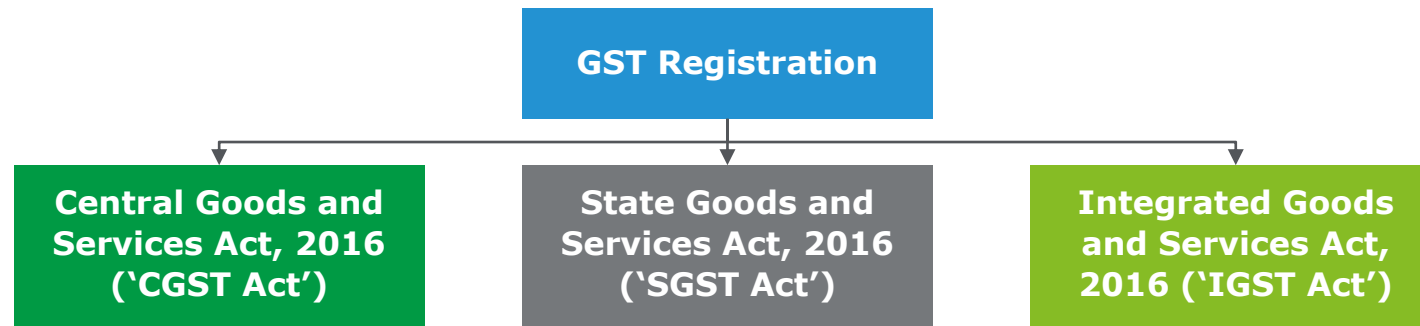 GST Registration
Central Goods and
Services Act, 2016
(‘CGST Act’)
State Goods and
Services Act, 2016
(‘SGST Act’)
Integrated Goods
and Services Act,
2016 (‘IGST Act’)